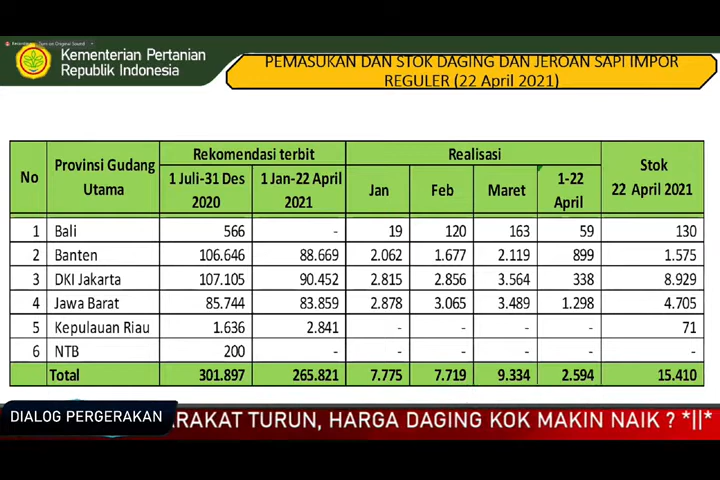 Kementerian Pertanian
Republik Indonesia
PEMASUKAN DAN STOK DAGING DAN JEROAN SAPI IMPOR
REGULER (22 April 2021)
No Provinsi Gudang Utama Rekomendasi terbit Realisasi Stok 22 April 2021
1 Juli-31 Des 2020 1 Jan-22 April 2021 Jan Feb Maret 1-22 April
1 Bali 566 - 19 120 163 59 130
2 Banten 106.646 88.669 2.062 1.677 2.119 899 1.575
3 DKI Jakarta 107.105 90.452 2.815 2.856 3.564 338 8.929
4 Jawa Barat 85.744 83.859 2.878 3.065 3.489 1.298 4.705
5 Kepulauan Riau 1.636 2.841 - - - - 71
6 NTB 200 - - - - - -
Total 301.897 265.821 7.775 7.719 9.334 2.594 15.410
DIALOG PERGERAKAN
ARAKAT TURUN, HARGA DAGING KOK MAKIN NAIK ? *||*